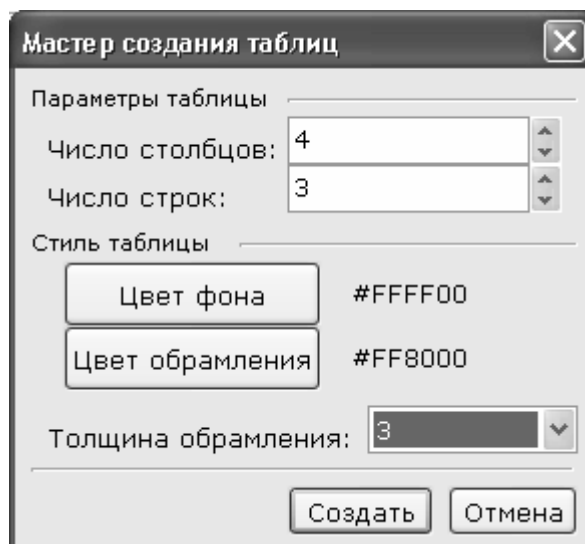 Мастер создания таблиц
Параметры таблицы
Число столбцов: 4
Число строк: 3
Стиль таблицы
Цвет фона #FFFF00
Цвет обрамления #FF8000
Толщина обрамления: 3
Создать Отмена